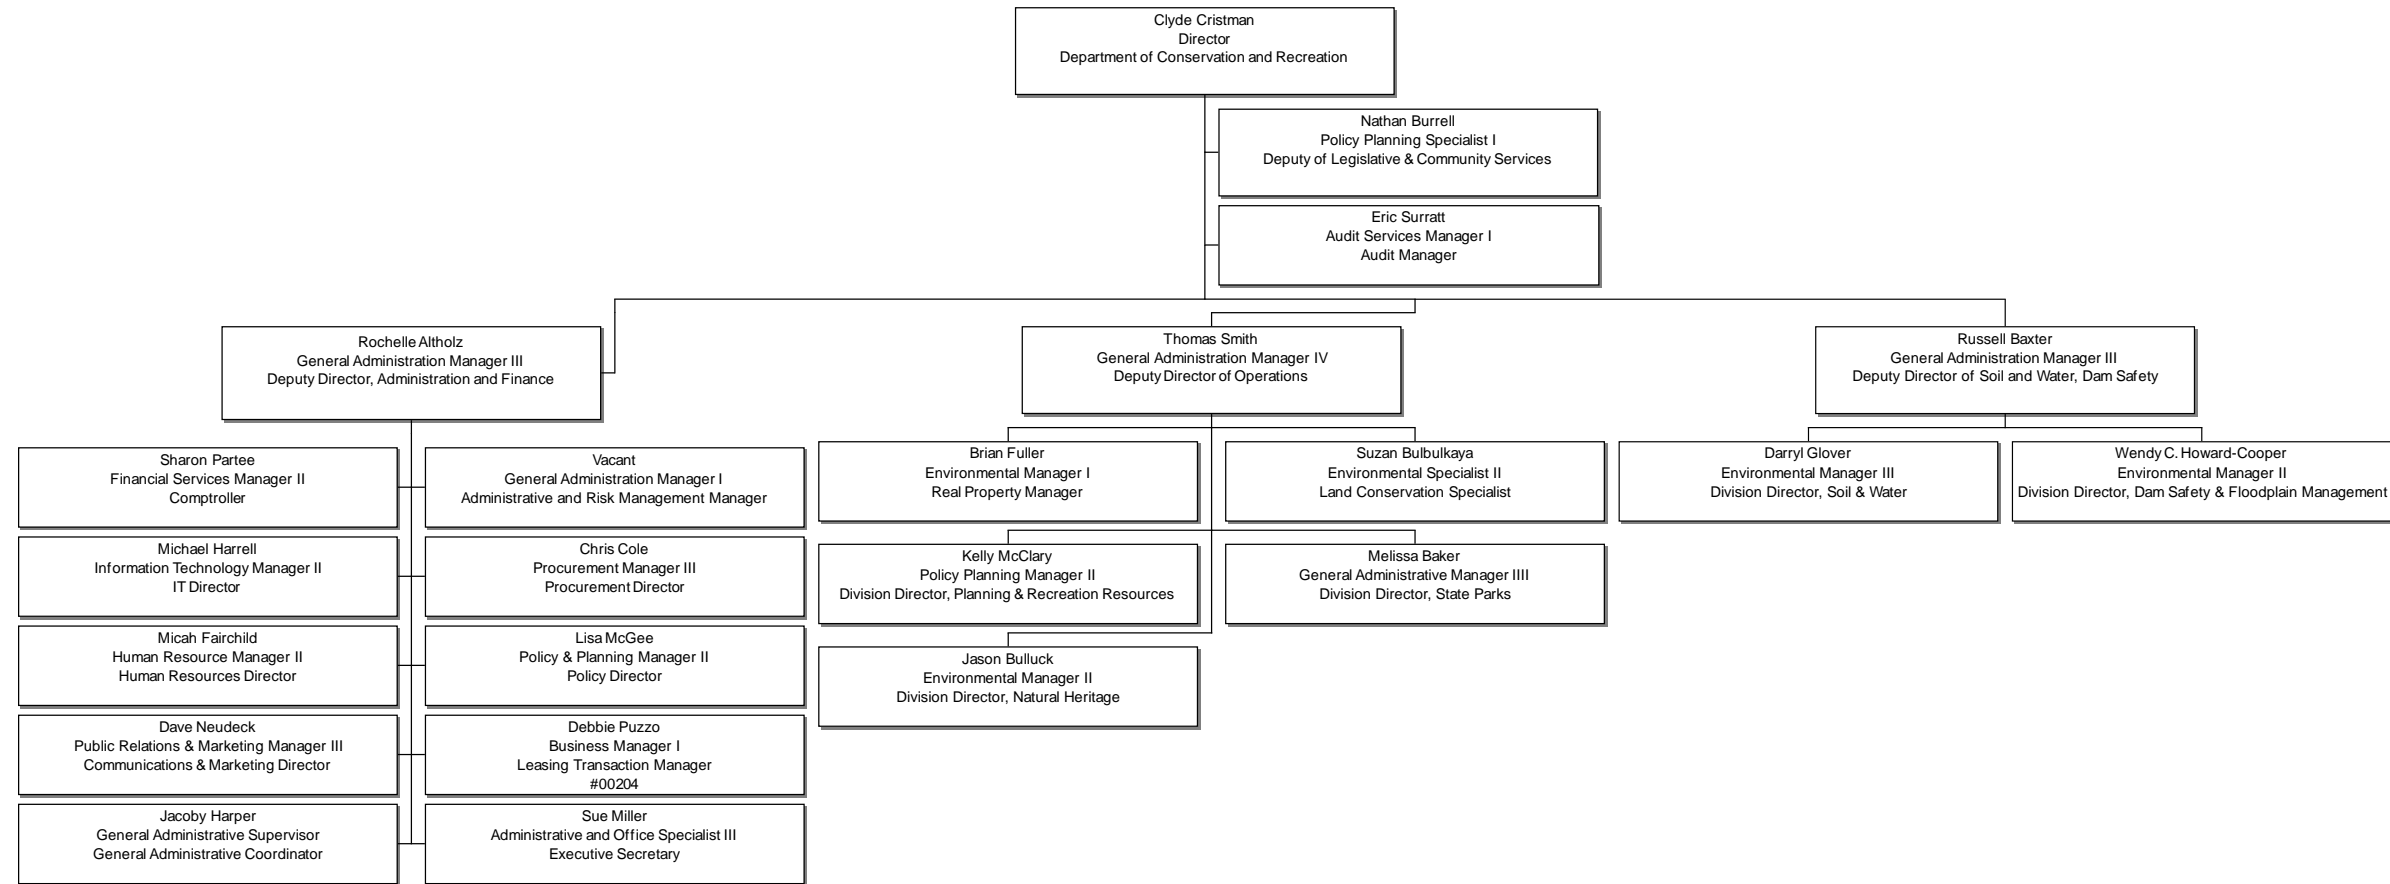 Clyde Cristman
Director
Department of Conservation and Recreation
Nathan Burrell
Policy Planning Specialist I
Deputy of Legislative & Community Services
Eric Surratt
Audit Services Manager I
Audit Manager
Rochelle Altholz
General Administration Manager III
Deputy Director, Administration and Finance
Thomas Smith
General Administration Manager IV
Deputy Director of Operations
Russell Baxter
General Administration Manager III
Deputy Director of Soil and Water, Dam Safety
Sharon Partee
Financial Services Manager II
Comptroller
Vacant
General Administration Manager I
Administrative and Risk Management Manager
Michael Harrell
Information Technology Manager II
IT Director
Chris Cole
Procurement Manager III
Procurement Director
Micah Fairchild
Human Resource Manager II
Human Resources Director
Lisa McGee
Policy & Planning Manager II
Policy Director
Dave Neudeck
Public Relations & Marketing Manager III
Communications & Marketing Director
Debbie Puzzo
Business Manager I
Leasing Transaction Manager
#00204
Jacoby Harper
General Administrative Supervisor
General Administrative Coordinator
Sue Miller
Administrative and Office Specialist III
Executive Secretary
Brian Fuller
Environmental Manager I
Real Property Manager
Suzan Bulbulkaya
Environmental Specialist II
Land Conservation Specialist
Kelly McClary
Policy Planning Manager II
Division Director, Planning & Recreation Resources
Melissa Baker
General Administrative Manager IIII
Division Director, State Parks
Jason Bulluck
Environmental Manager II
Division Director, Natural Heritage
Darryl Glover
Environmental Manager III
Division Director, Soil & Water
Wendy C. Howard-Cooper
Environmental Manager II
Division Director, Dam Safety & Floodplain Management